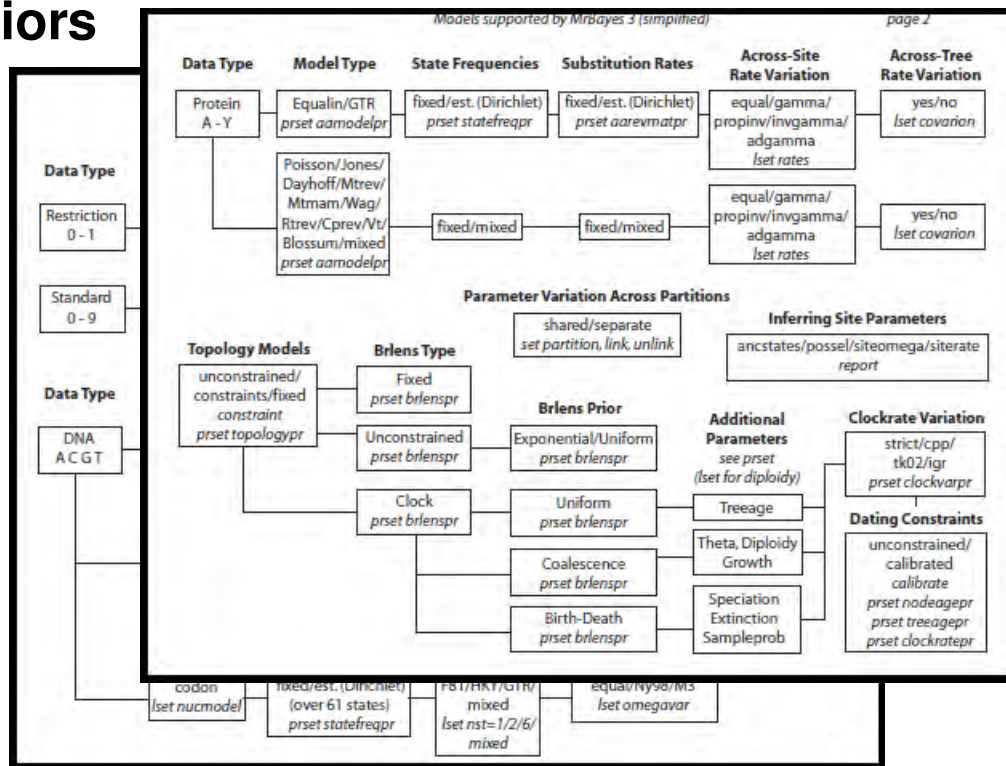 iors
Models supported by MrBayes 3 (simplified)
page 2
Data Type
Model Type
State Frequencies
Substitution Rates
Across-Site
Rate Variation
Across-Tree
Rate Variation
Protein
A - Y
Equalin/GTR
prset aamodelpr
fixed/est. (Dirichlet)
prset statefreqpr
fixed/est. (Dirichlet)
prset aarevmatpr
equal/gamma/
propinv/invgamma/
adgamma
lset rates
yes/no
lset covarion
Poisson/Jones/
Dayhoff/Mtrev/
Mtmam/Wag/
Rtrev/Cprev/Vt/
Blossum/mixed
prset aamodelpr
fixed/mixed
fixed/mixed
equal/gamma/
propinv/invgamma/
adgamma
lset rates
yes/no
lset covarion
Data Type
Restriction
0 - 1
Standard
0 - 9
Data Type
DNA
A C G T
Parameter Variation Across Partitions
shared/separate
set partition, link, unlink
Inferring Site Parameters
ancstates/possel/siteomega/siterate
report
Topology Models
unconstrained/
constraints/fixed
constraint
prset topologypr
Brlens Type
Fixed
prset brlenspr
Unconstrained
prset brlenspr
Clock
prset brlenspr
Brlens Prior
Exponential/Uniform
prset brlenspr
Uniform
prset brlenspr
Coalescence
prset brlenspr
Birth-Death
prset brlenspr
Additional
Parameters
see prset
(lset for diploidy)
Treeage
Theta, Diploidy
Growth
Speciation
Extinction
Sampleprob
Clockrate Variation
strict/cpp/
tk02/igr
prset clockvarpr
Dating Constraints
unconstrained/
calibrated
calibrate
prset nodeagepr
prset treeagepr
prset clockratepr
codon
lset nucmodel
fixed/est. (Dirichlet)
(over 61 states)
prset statefreqpr
F81/HKY/GTR/
mixed
lset nst=1/2/6/
mixed
equal/Ny98/M3
lset omegavar